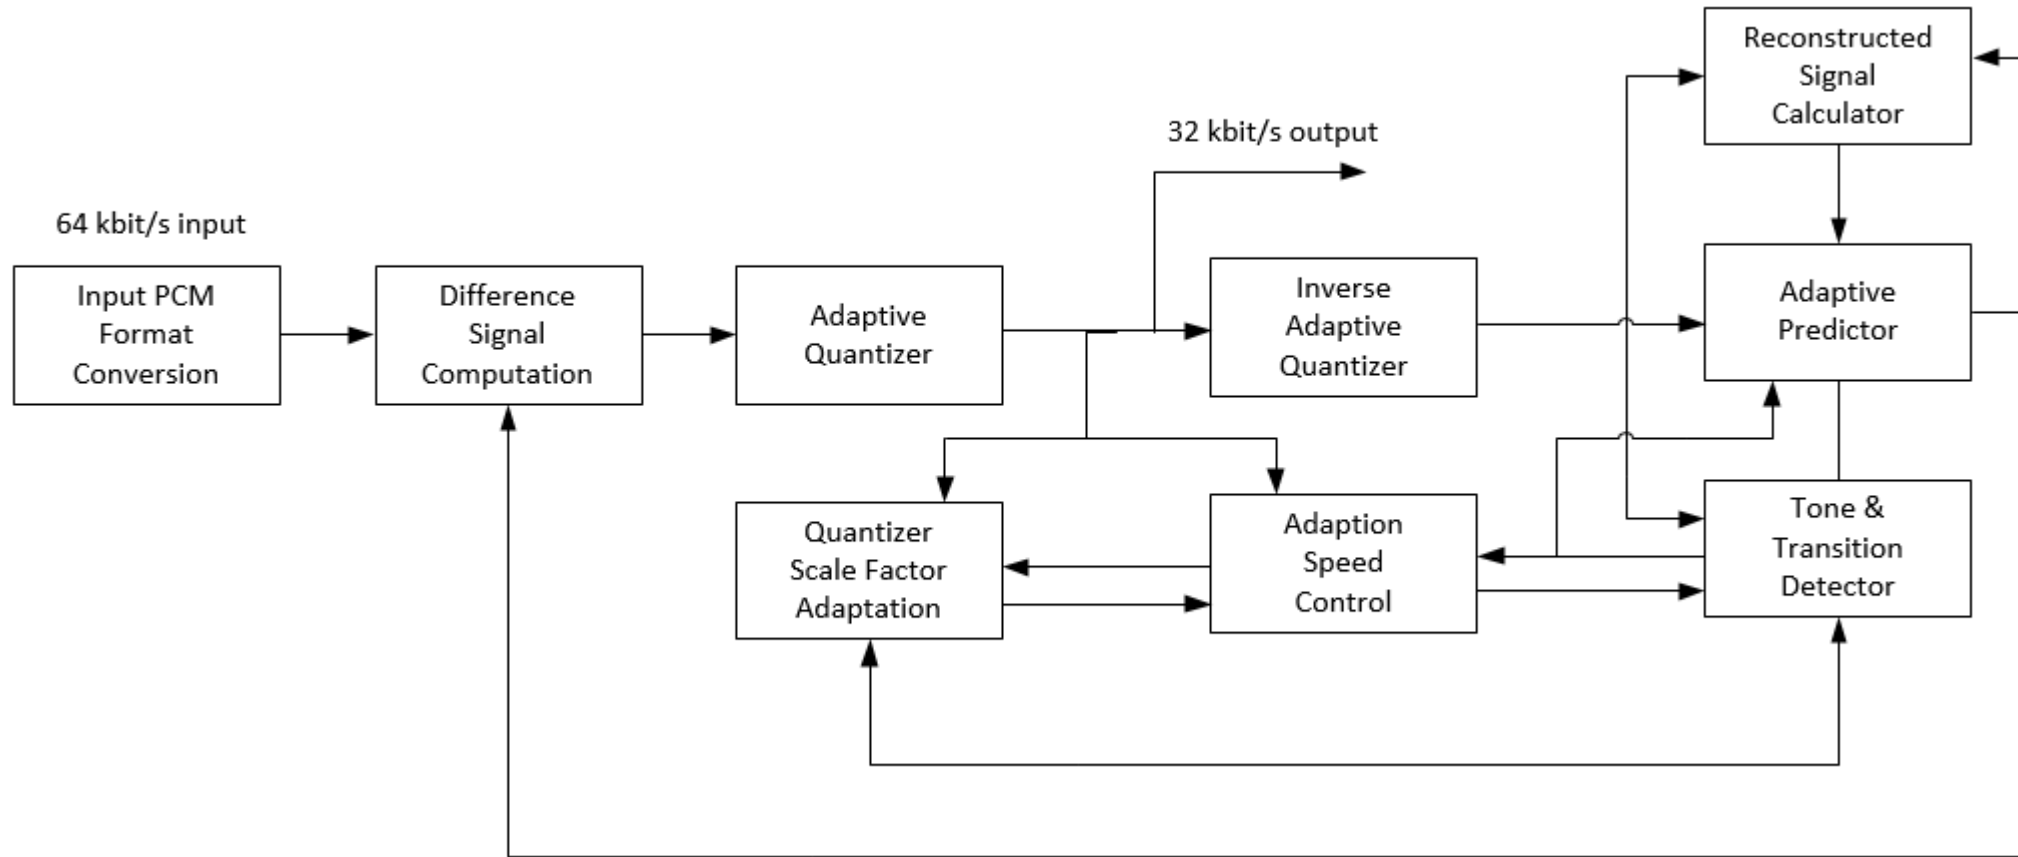 64 kbit/s input
Input PCM
Format
Conversion
Difference
Signal
Computation
Adaptive
Quantizer
32 kbit/s output
Inverse
Adaptive
Quantizer
Reconstructed
Signal
Calculator
Adaptive
Predictor
Quantizer
Scale Factor
Adaptation
Adaption
Speed
Control
Tone &
Transition
Detector